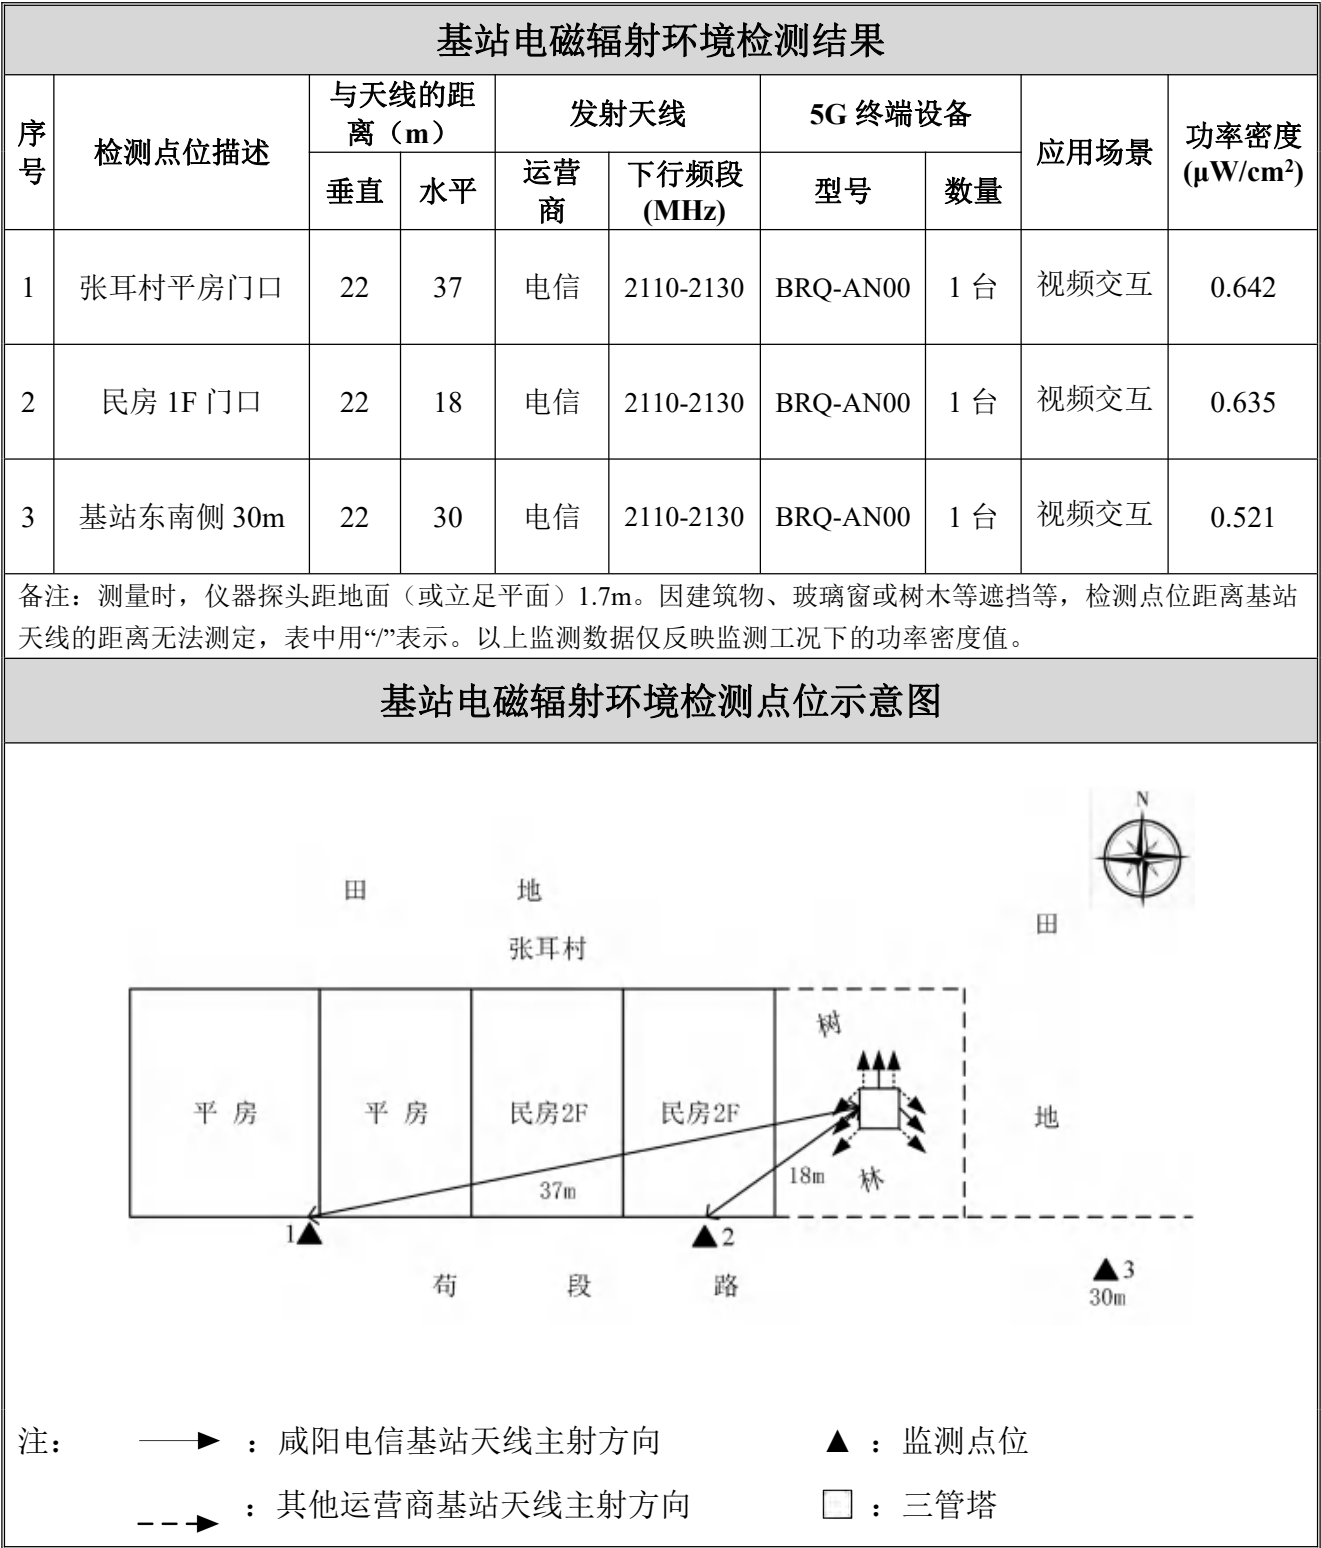 基站电磁辐射环境检测结果
序号 检测点位描述 与天线的距离（m） 发射天线 5G 终端设备 应用场景 功率密度(μW/cm²)
垂直 水平 运营商 下行频段(MHz) 型号 数量
1 张耳村平房门口 22 37 电信 2110-2130 BRQ-AN00 1 台 视频交互 0.642
2 民房 1F 门口 22 18 电信 2110-2130 BRQ-AN00 1 台 视频交互 0.635
3 基站东南侧 30m 22 30 电信 2110-2130 BRQ-AN00 1 台 视频交互 0.521
备注：测量时，仪器探头距地面（或立足平面）1.7m。因建筑物、玻璃窗或树木等遮挡等，检测点位距离基站
天线的距离无法测定，表中用“/”表示。以上监测数据仅反映监测工况下的功率密度值。
基站电磁辐射环境检测点位示意图
N
田 地
田
张耳村
树
平 房 平 房 民房2F 民房2F 地
18m 林
37m
1 2
3
苟 段 路
30m
注： ：咸阳电信基站天线主射方向 ▲ ：监测点位
：其他运营商基站天线主射方向 □ ：三管塔